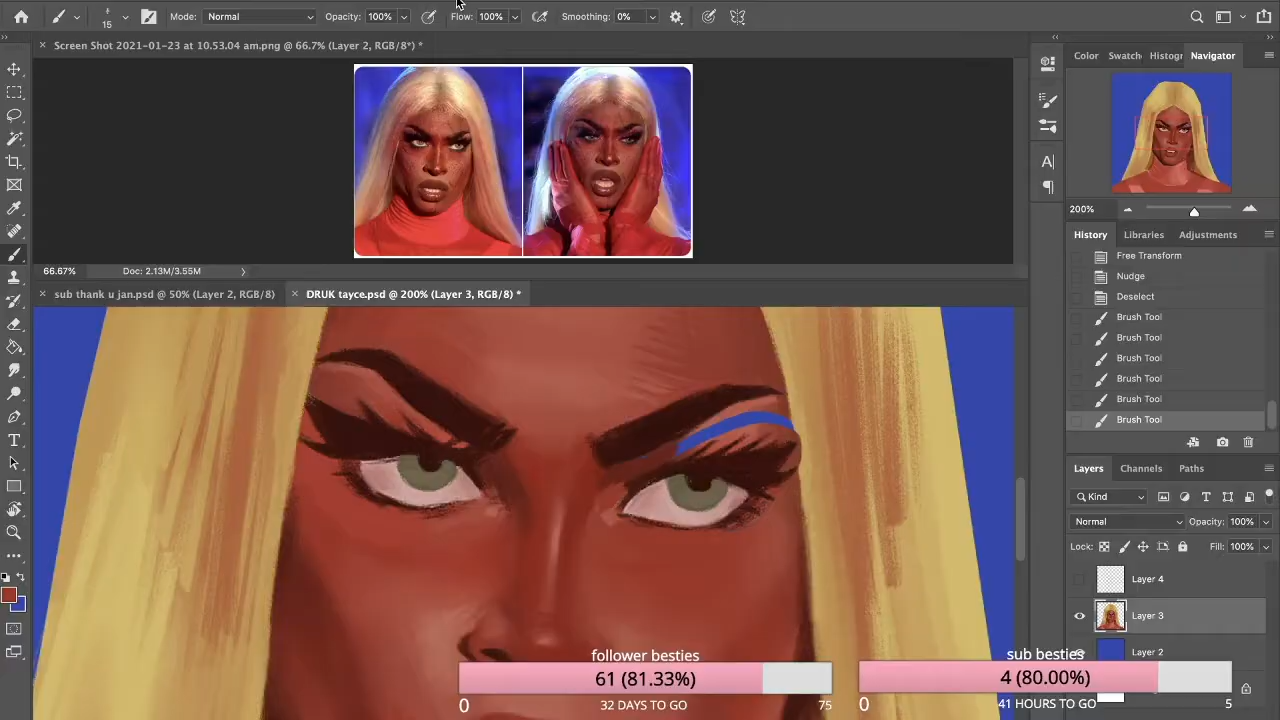 15 Mode: Normal Opacity: 100% Flow: 100% Smoothing: 0%
Screen Shot 2021-01-23 at 10.53.04 am.png @ 66.7% (Layer 2, RGB/8*) *
66.67% Doc: 2.13M/3.55M
sub thank u jan.psd @ 50% (Layer 2, RGB/8) DRUK tayce.psd @ 200% (Layer 3, RGB/8) *
Color Swatch Histog Navigator
200%
History Libraries Adjustments
Free Transform
Nudge
Deselect
Brush Tool
Brush Tool
Brush Tool
Brush Tool
Brush Tool
Brush Tool
Layers Channels Paths
Kind
Normal Opacity: 100%
Lock: Fill: 100%
Layer 4
Layer 3
Layer 2
follower besties
61 (81.33%)
0 32 DAYS TO GO 75
sub besties
4 (80.00%)
0 41 HOURS TO GO 5